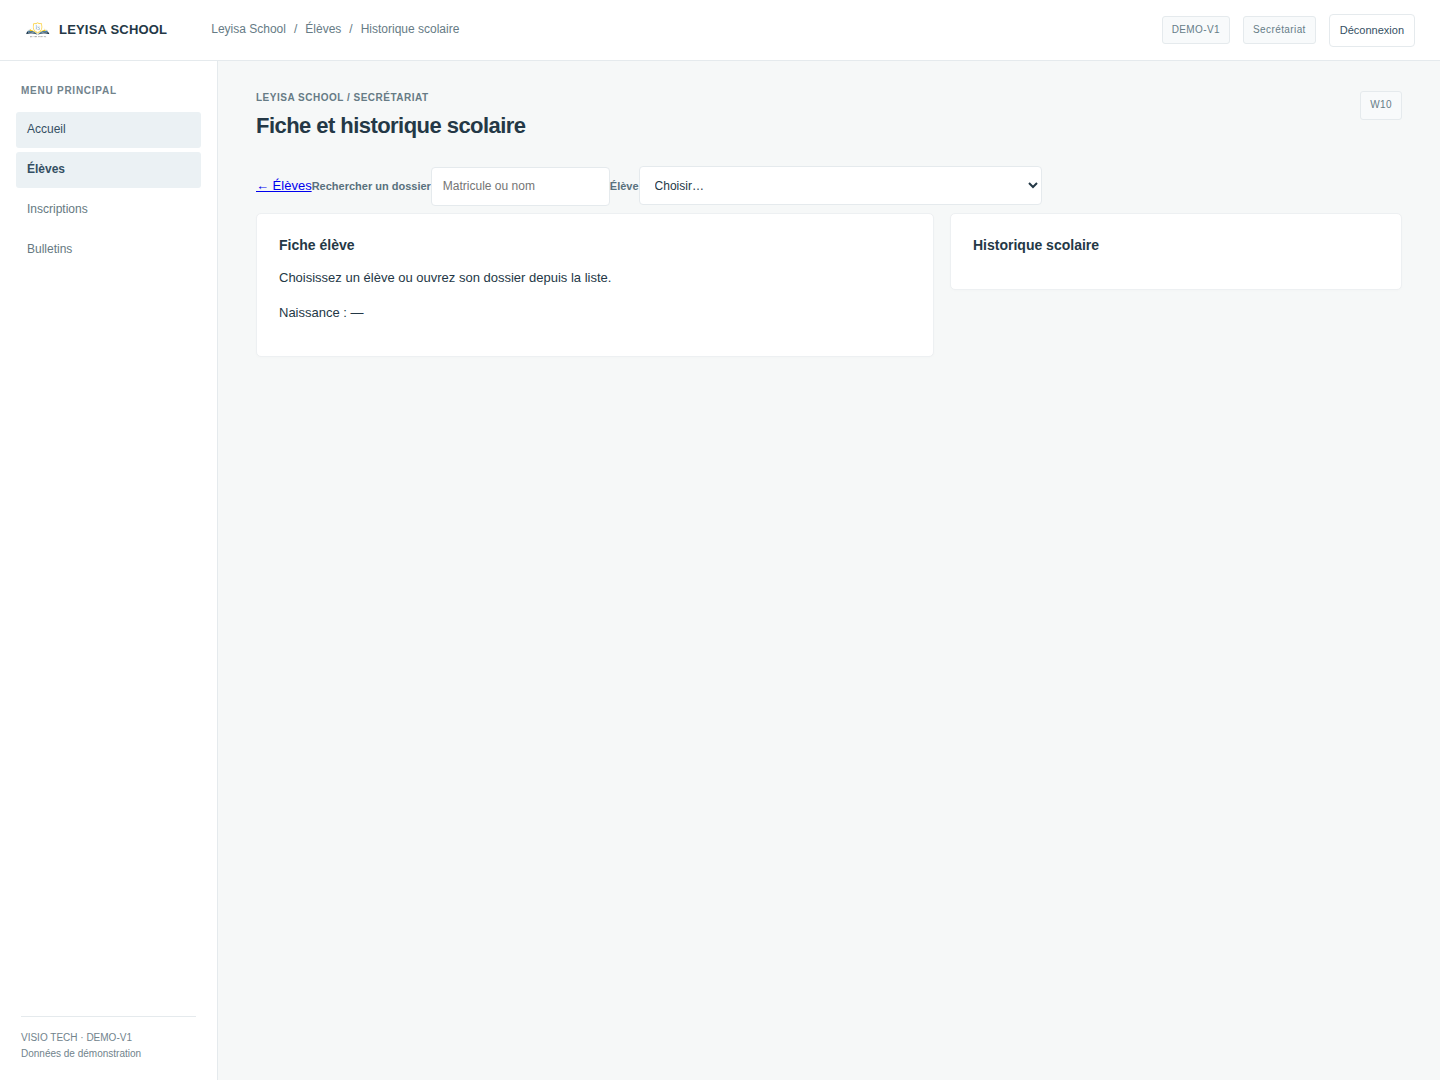 LEYISA SCHOOL
Leyisa School / Élèves / Historique scolaire
DEMO-V1
Secrétariat
Déconnexion
MENU PRINCIPAL
Accueil
Élèves
Inscriptions
Bulletins
LEYISA SCHOOL / SECRÉTARIAT
W10
Fiche et historique scolaire
← Élèves Rechercher un dossier Matricule ou nom Élève Choisir…
Fiche élève
Choisissez un élève ou ouvrez son dossier depuis la liste.
Naissance : —
Historique scolaire
VISIO TECH · DEMO-V1
Données de démonstration